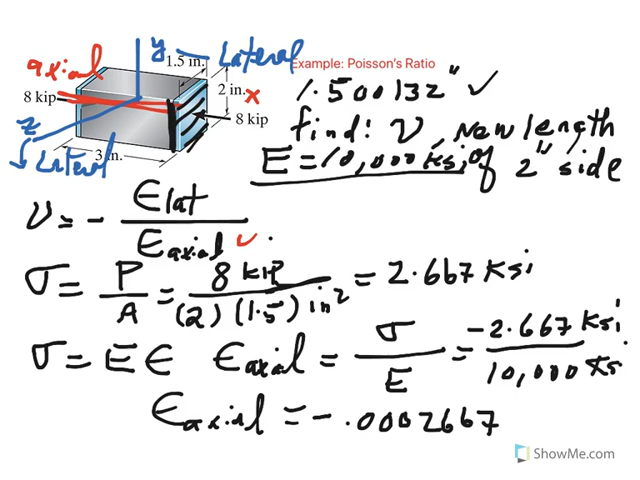 axial
y Lateral
1.5 in.
Example: Poisson's Ratio
1.500132" ✓
2 in. x
8 kip
8 kip
z
Lateral
3 in.
find: ν, New length
E = 10,000 ksi of 2" side
ν = - ϵlat / ϵaxial ✓
σ = P/A = 8 kip / (2)(1.5) in² = 2.667 ksi
σ = E ϵ ϵaxial = σ/E = -2.667 ksi / 10,000 ksi
ϵaxial = -.0002667
ShowMe.com